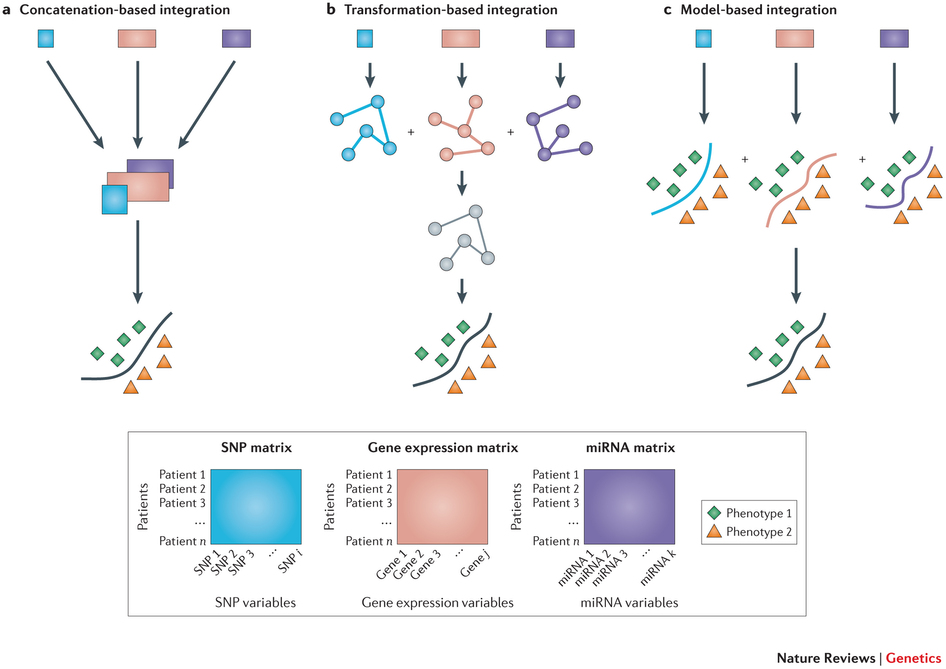 a Concatenation-based integration
b Transformation-based integration
c Model-based integration
+
+
+
+
SNP matrix
Patients
Patient 1
Patient 2
Patient 3
...
Patient n
SNP 1
SNP 2
SNP 3
...
SNP i
SNP variables
Gene expression matrix
Patient 1
Patient 2
Patient 3
...
Patient n
Patients
Gene 1
Gene 2
Gene 3
...
Gene j
Gene expression variables
miRNA matrix
Patients
Patient 1
Patient 2
Patient 3
...
Patient n
miRNA 1
miRNA 2
miRNA 3
...
miRNA k
miRNA variables
Phenotype 1
Phenotype 2
Nature Reviews | Genetics